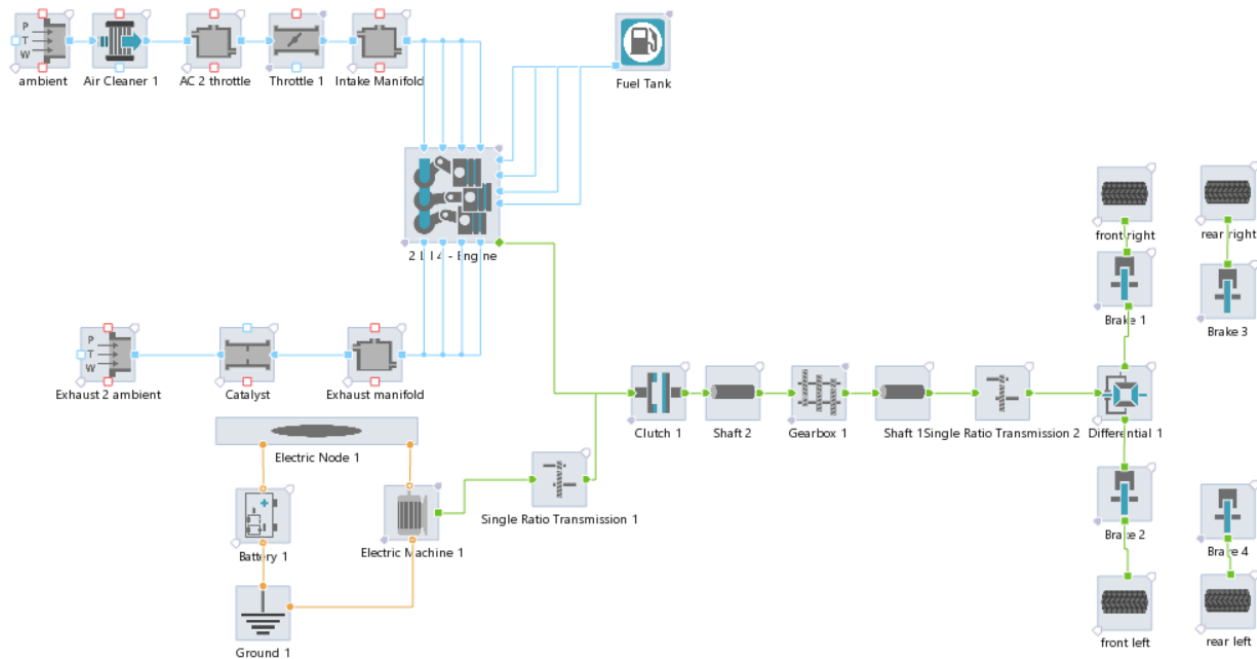 P
T
W
ambient
Air Cleaner 1
AC 2 throttle
Throttle 1
Intake Manifold
Fuel Tank
2 L I 4 - Engine
front right
rear right
Brake 1
Brake 3
P
T
W
Exhaust 2 ambient
Catalyst
Exhaust manifold
Clutch 1
Shaft 2
Gearbox 1
Shaft 1
Single Ratio Transmission 2
Differential 1
Electric Node 1
Single Ratio Transmission 1
Battery 1
Electric Machine 1
Brake 2
Brake 4
Ground 1
front left
rear left